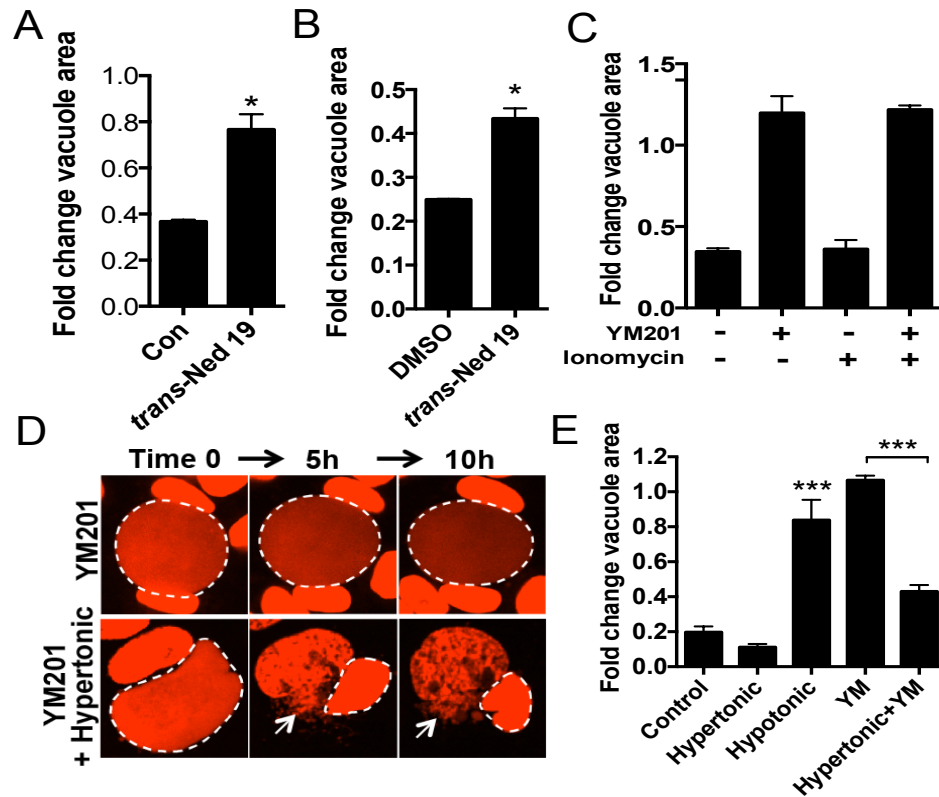 A
Fold change vacuole area
1.0
0.8
0.6
0.4
0.2
0.0
*
Con
trans-Ned 19
B
Fold change vacuole area
0.5
0.4
0.3
0.2
0.1
0.0
*
DMSO
trans-Ned 19
C
Fold change vacuole area
1.5
1.0
0.5
0.0
YM201 - + - +
Ionomycin - - + +
D
Time 0 → 5h → 10h
YM201
YM201
+ Hypertonic
E
Fold change vacuole area
1.2
1.0
0.8
0.6
0.4
0.2
0.0
***
***
Control
Hypertonic
Hypotonic
YM
Hypertonic+YM